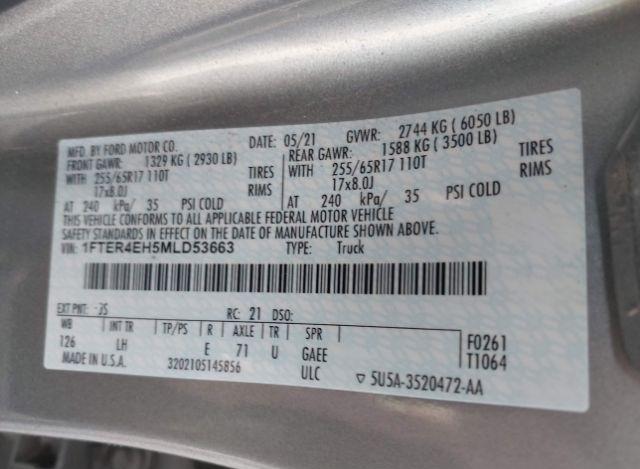 MFD. BY FORD MOTOR CO. DATE: 05/21 GVWR: 2744 KG ( 6050 LB)
FRONT GAWR: 1329 KG ( 2930 LB) REAR GAWR: 1588 KG ( 3500 LB)
WITH 255/65R17 110T TIRES WITH 255/65R17 110T TIRES
17x8.0J RIMS 17x8.0J RIMS
AT 240 kPa/ 35 PSI COLD AT 240 kPa/ 35 PSI COLD
THIS VEHICLE CONFORMS TO ALL APPLICABLE FEDERAL MOTOR VEHICLE
SAFETY STANDARDS IN EFFECT ON THE DATE OF MANUFACTURE SHOWN ABOVE.
VIN: 1FTER4EH5MLD53663 TYPE: Truck
EXT PNT: JS RC: 21 DSO:
WB INT TR TP/PS R AXLE TR SPR F0261
126 LH E 71 U GAEE T1064
MADE IN U.S.A. 3202105145856 ULC ▽ 5U5A-3520472-AA